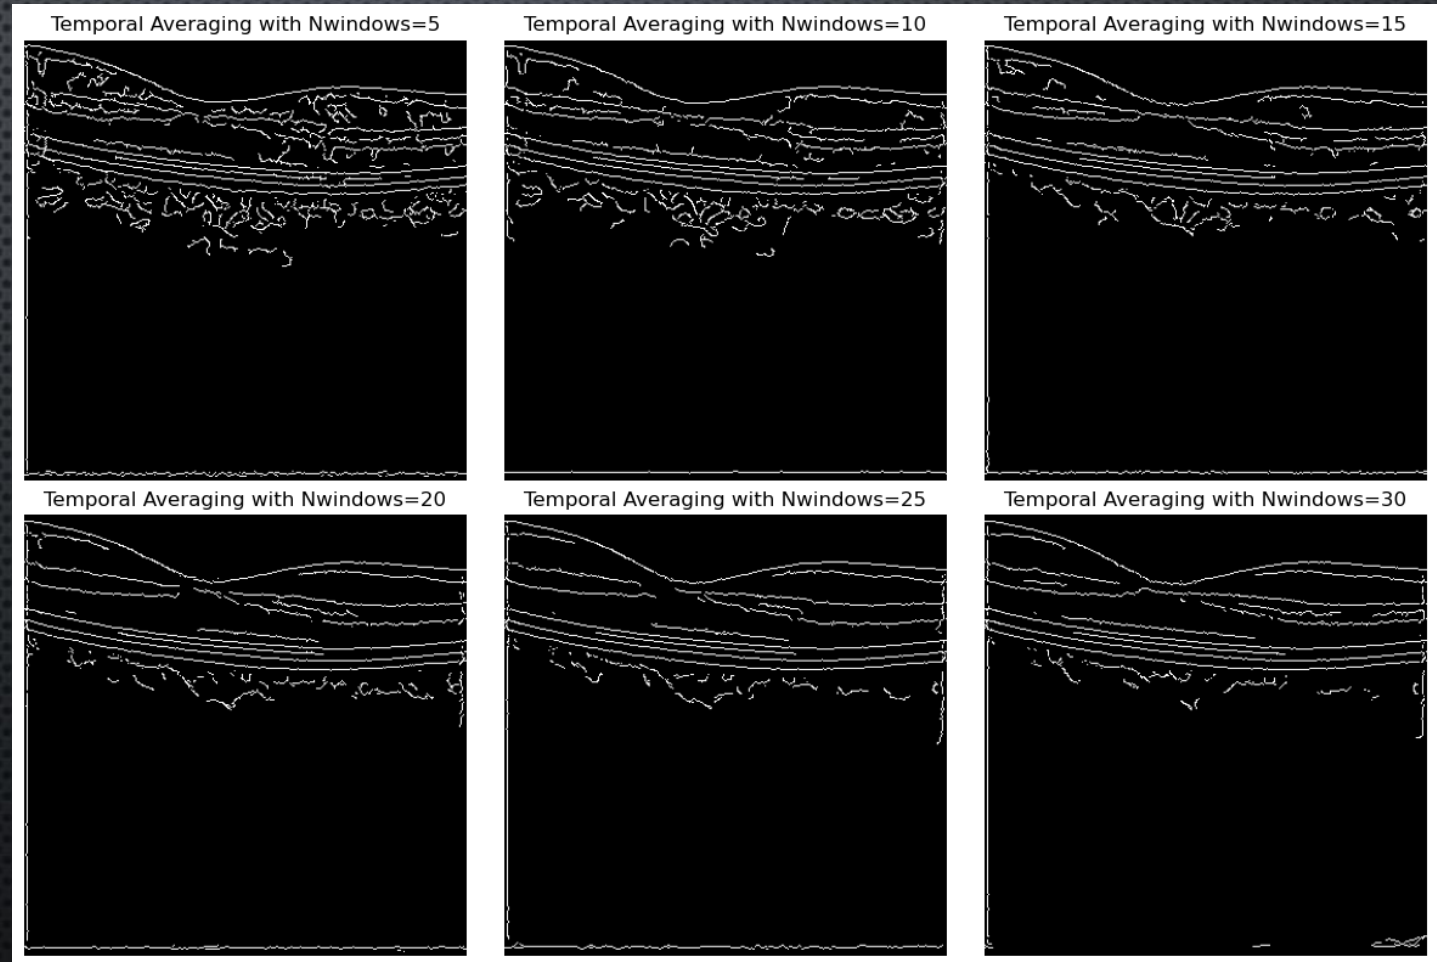 Temporal Averaging with Nwindows=5
Temporal Averaging with Nwindows=10
Temporal Averaging with Nwindows=15
Temporal Averaging with Nwindows=20
Temporal Averaging with Nwindows=25
Temporal Averaging with Nwindows=30